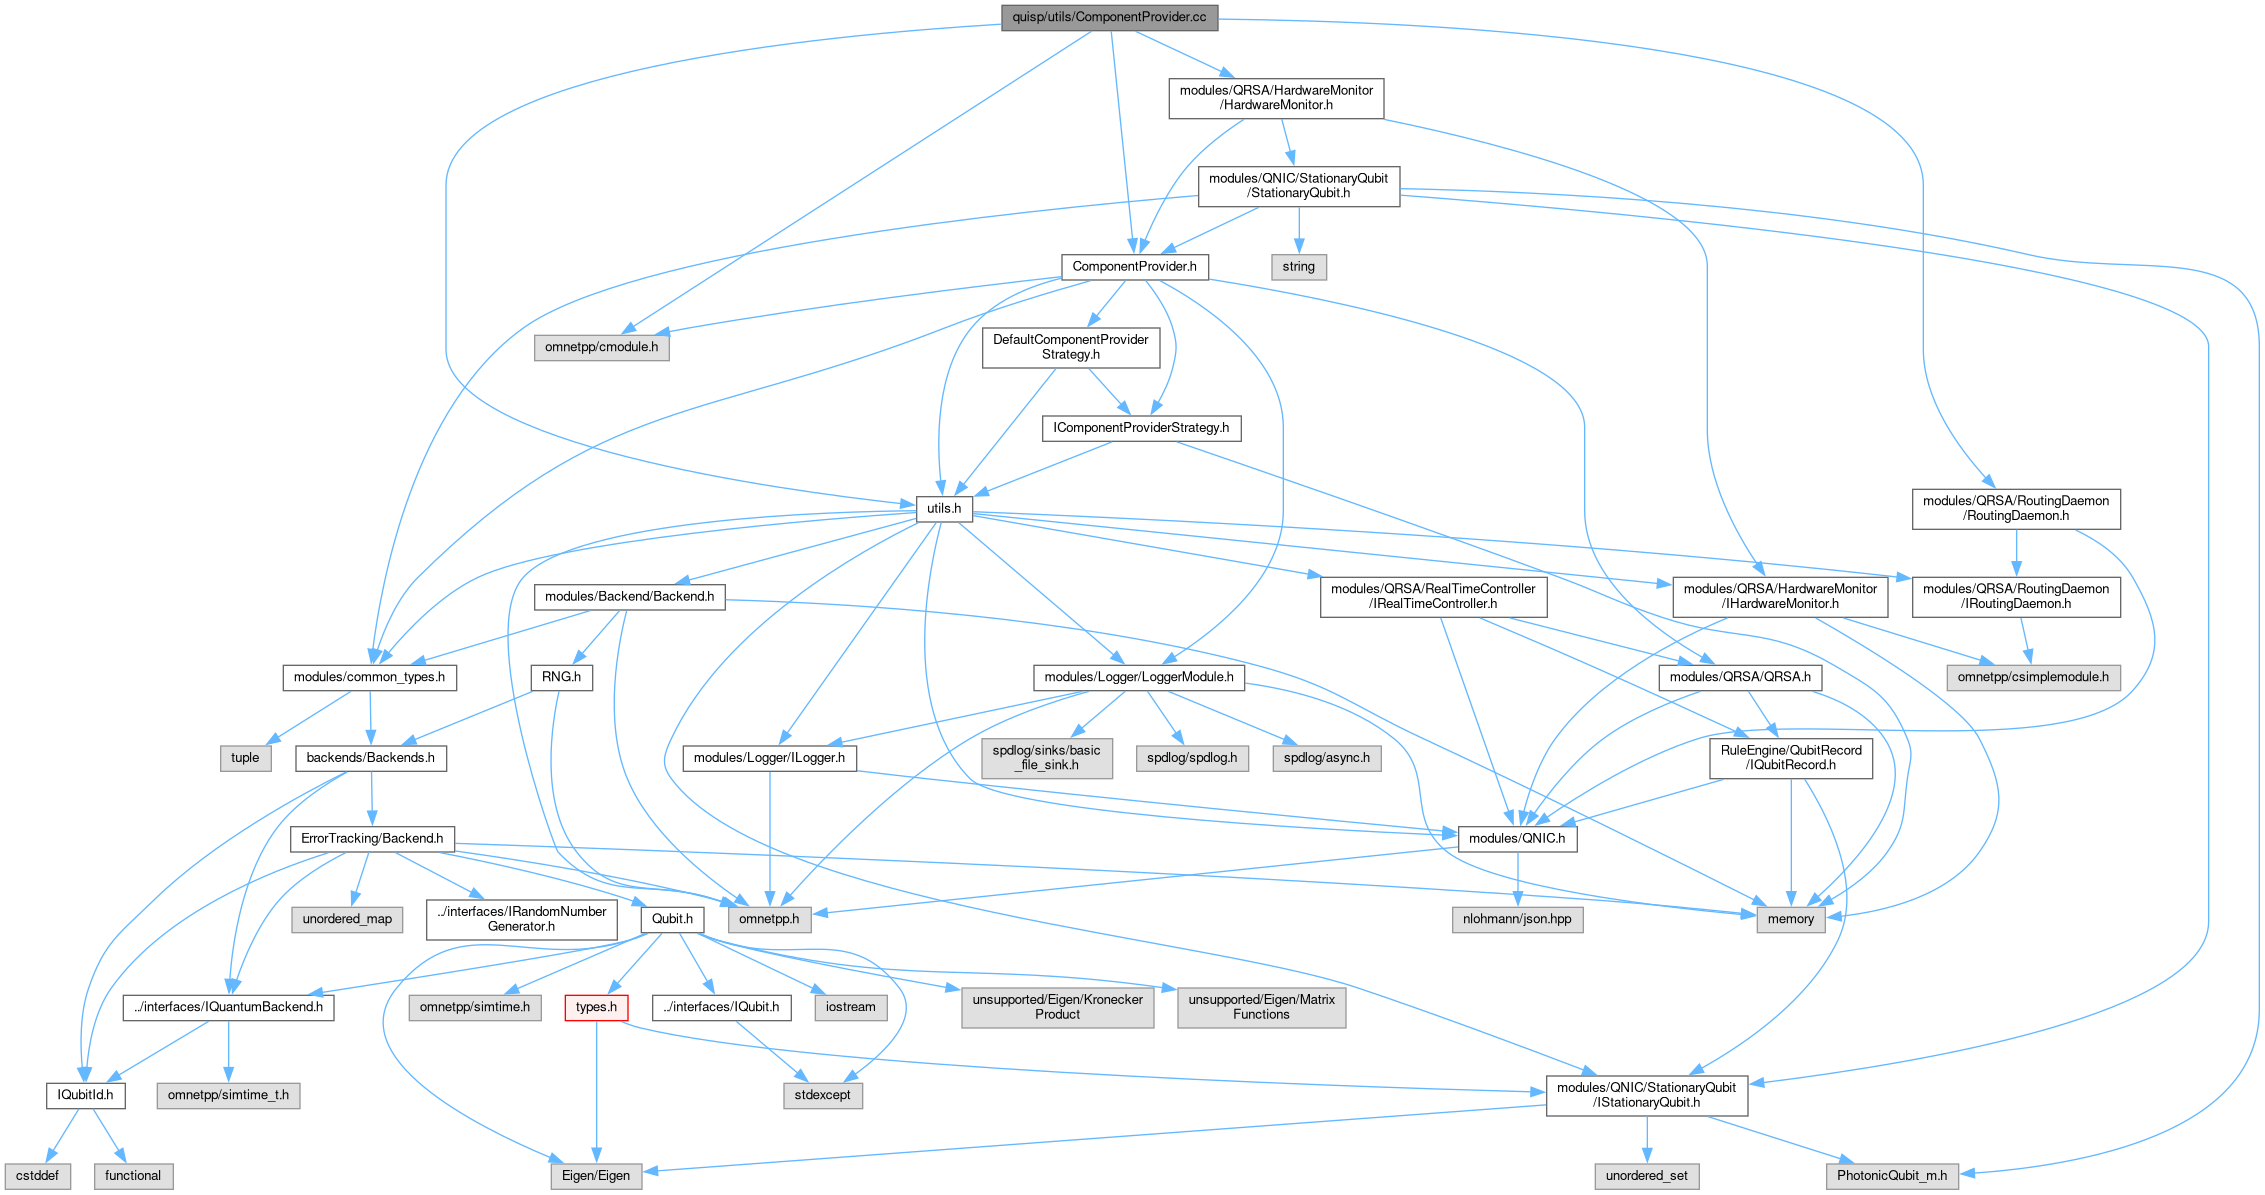 quisp/utils/ComponentProvider.cc
modules/QRSA/HardwareMonitor
/HardwareMonitor.h
modules/QNIC/StationaryQubit
/StationaryQubit.h
ComponentProvider.h
string
omnetpp/cmodule.h
DefaultComponentProvider
Strategy.h
IComponentProviderStrategy.h
utils.h
modules/QRSA/RoutingDaemon
/RoutingDaemon.h
modules/Backend/Backend.h
modules/QRSA/RealTimeController
/IRealTimeController.h
modules/QRSA/HardwareMonitor
/IHardwareMonitor.h
modules/QRSA/RoutingDaemon
/IRoutingDaemon.h
modules/common_types.h
RNG.h
modules/Logger/LoggerModule.h
modules/QRSA/QRSA.h
omnetpp/csimplemodule.h
tuple
backends/Backends.h
modules/Logger/ILogger.h
spdlog/sinks/basic
_file_sink.h
spdlog/spdlog.h
spdlog/async.h
RuleEngine/QubitRecord
/IQubitRecord.h
ErrorTracking/Backend.h
modules/QNIC.h
unordered_map
../interfaces/IRandomNumber
Generator.h
Qubit.h
omnetpp.h
nlohmann/json.hpp
memory
../interfaces/IQuantumBackend.h
omnetpp/simtime.h
types.h
../interfaces/IQubit.h
iostream
unsupported/Eigen/Kronecker
Product
unsupported/Eigen/Matrix
Functions
IQubitId.h
omnetpp/simtime_t.h
stdexcept
modules/QNIC/StationaryQubit
/IStationaryQubit.h
cstddef
functional
Eigen/Eigen
unordered_set
PhotonicQubit_m.h